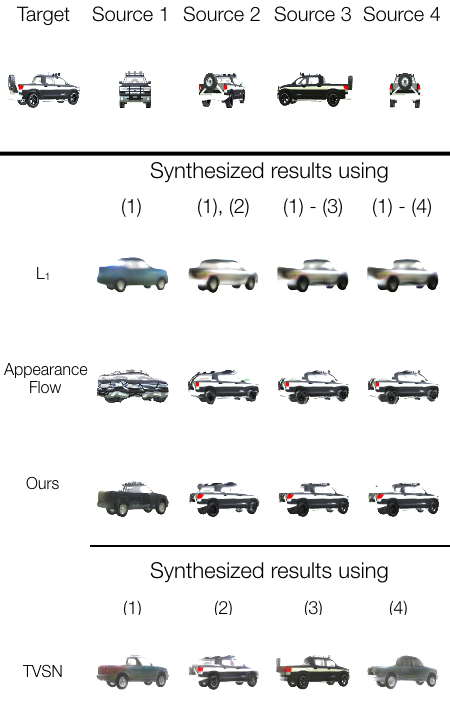 Target Source 1 Source 2 Source 3 Source 4
Synthesized results using
(1) (1), (2) (1) - (3) (1) - (4)
L₁
Appearance
Flow
Ours
Synthesized results using
(1) (2) (3) (4)
TVSN